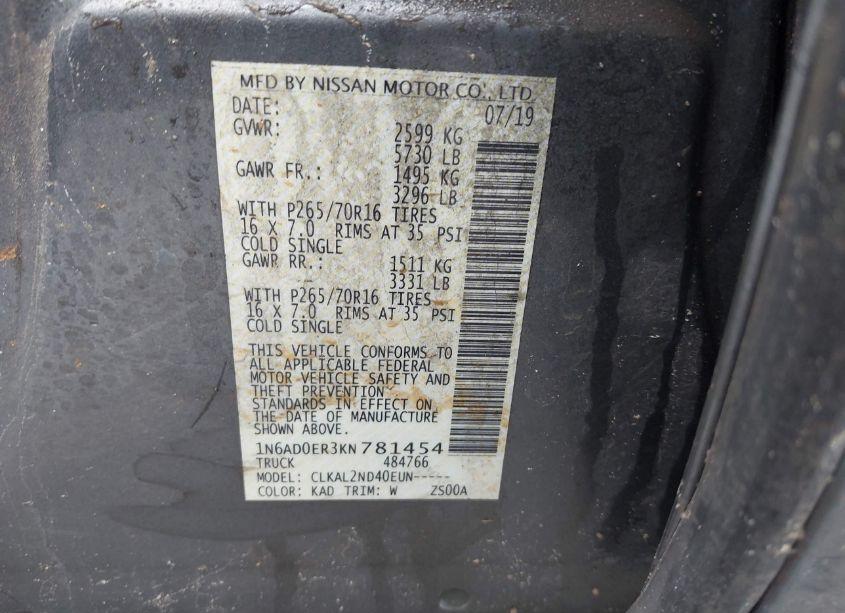 MFD BY NISSAN MOTOR CO., LTD
DATE: 07/19
GVWR: 2599 KG
5730 LB
GAWR FR.: 1495 KG
3296 LB
WITH P265/70R16 TIRES
16 X 7.0 RIMS AT 35 PSI
COLD SINGLE
GAWR RR.: 1511 KG
3331 LB
WITH P265/70R16 TIRES
16 X 7.0 RIMS AT 35 PSI
COLD SINGLE
THIS VEHICLE CONFORMS TO
ALL APPLICABLE FEDERAL
MOTOR VEHICLE SAFETY AND
THEFT PREVENTION
STANDARDS IN EFFECT ON
THE DATE OF MANUFACTURE
SHOWN ABOVE.
1N6AD0ER3KN781454
TRUCK 484766
MODEL: CLKAL2ND40EUN-----
COLOR: KAD TRIM: W ZS00A